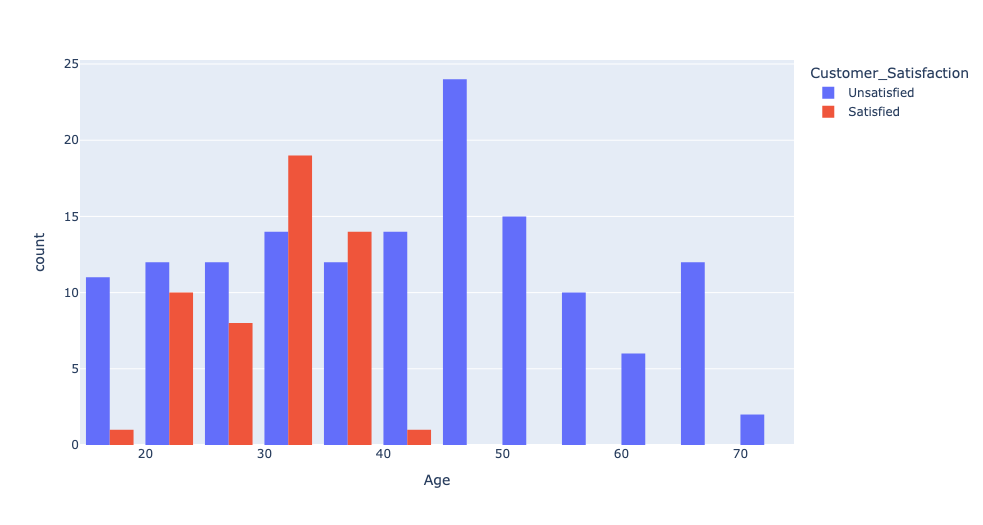 Customer_Satisfaction
Unsatisfied
Satisfied
25
20
15
10
5
0
count
20 30 40 50 60 70
Age